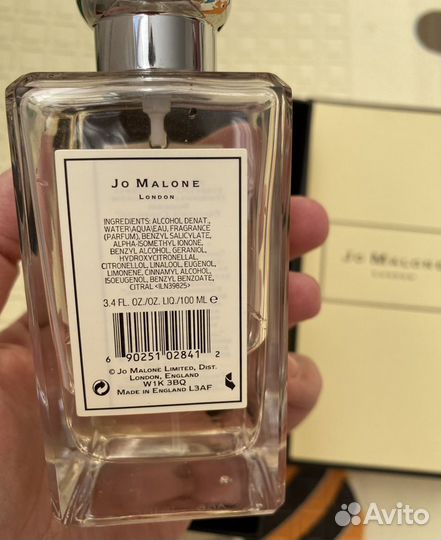 JO MALONE
LONDON
INGREDIENTS: ALCOHOL DENAT.,
WATER\AQUA\EAU, FRAGRANCE
(PARFUM), BENZYL SALICYLATE,
ALPHA-ISOMETHYL IONONE,
BENZYL ALCOHOL, GERANIOL,
HYDROXYCITRONELLAL,
CITRONELLOL, LINALOOL, EUGENOL,
LIMONENE, CINNAMYL ALCOHOL,
ISOEUGENOL, BENZYL BENZOATE,
CITRAL <ILN39825>
3.4 FL. OZ./OZ. LIQ./100 ML ℮
6 90251 02841 2
© JO MALONE LIMITED, DIST.
LONDON, ENGLAND
W1K 3BQ
MADE IN ENGLAND L3AF
JO MALONE
LONDON
Avito